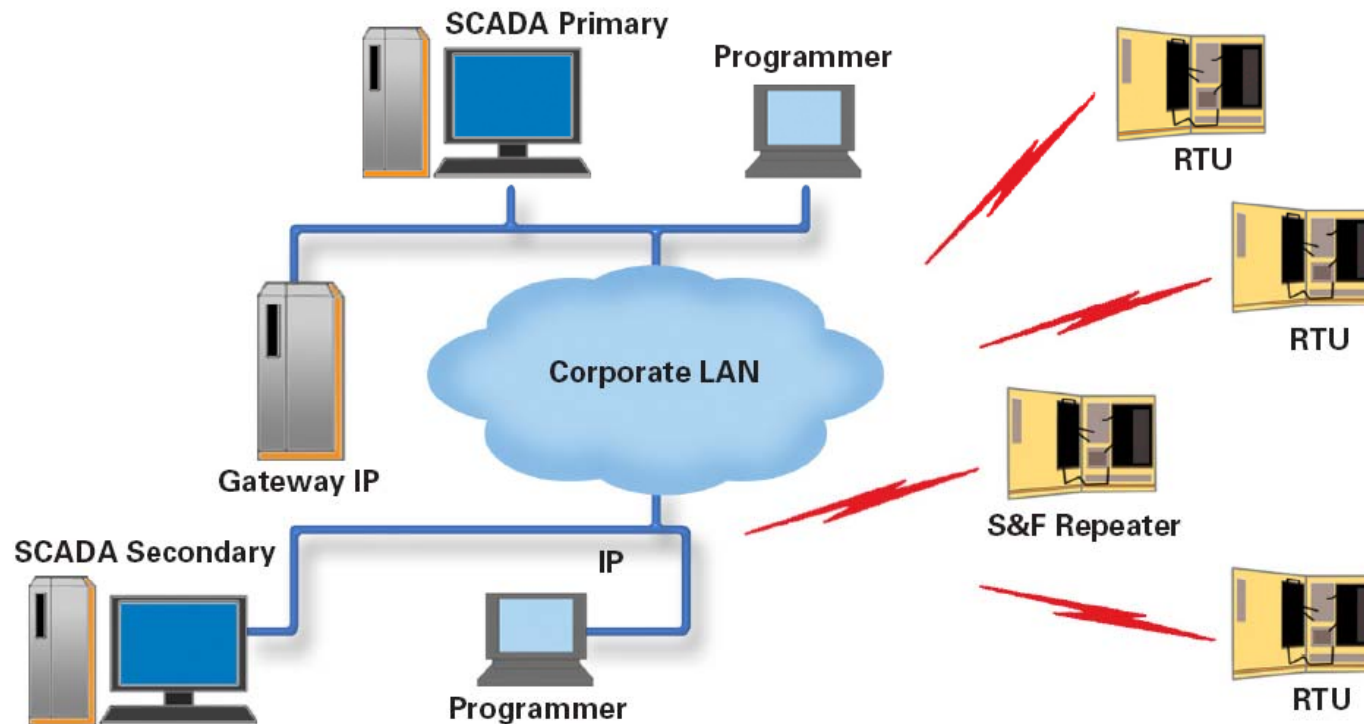 SCADA Primary
Programmer
RTU
RTU
Corporate LAN
Gateway IP
S&F Repeater
SCADA Secondary
IP
Programmer
RTU